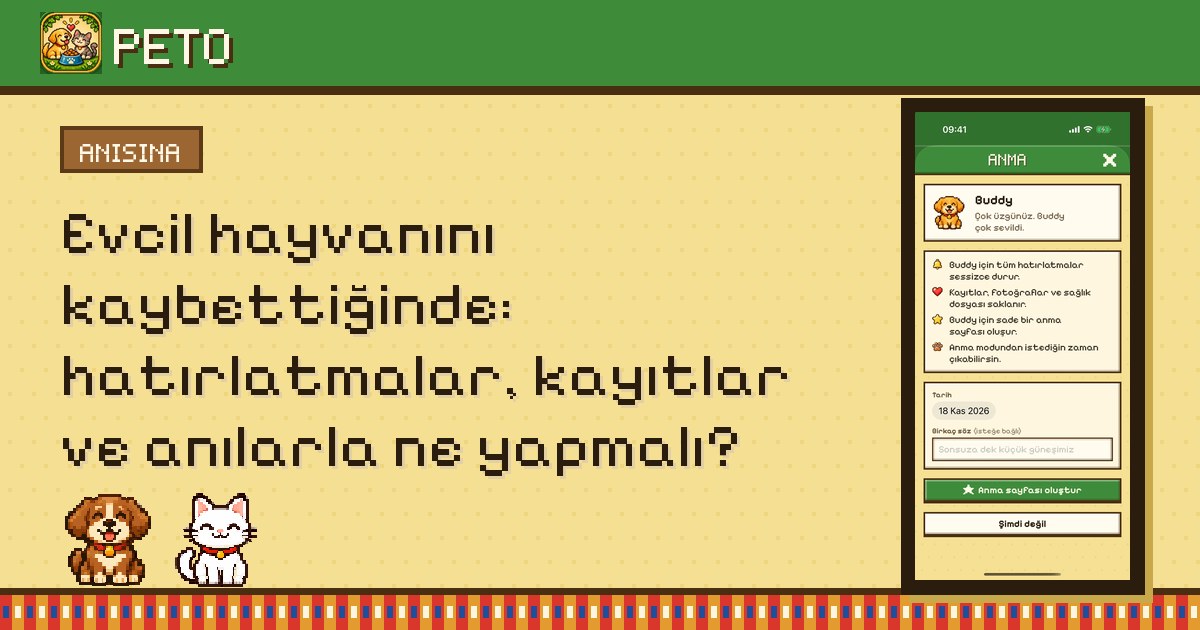 PETO
ANISINA
Evcil hayvanını
kaybettiğinde:
hatırlatmalar, kayıtlar
ve anılarla ne yapmalı?
09:41
ANMA
Buddy
Çok üzgünüz. Buddy
çok sevildi.
Buddy için tüm hatırlatmalar
sessizce durur.
Kayıtlar, fotoğraflar ve sağlık
dosyası saklanır.
Buddy için sade bir anma
sayfası oluşur.
Anma modundan istediğin zaman
çıkabilirsin.
Tarih
18 Kas 2026
Birkaç söz (isteğe bağlı)
Sonsuza dek küçük güneşimiz
Anma sayfası oluştur
Şimdi değil